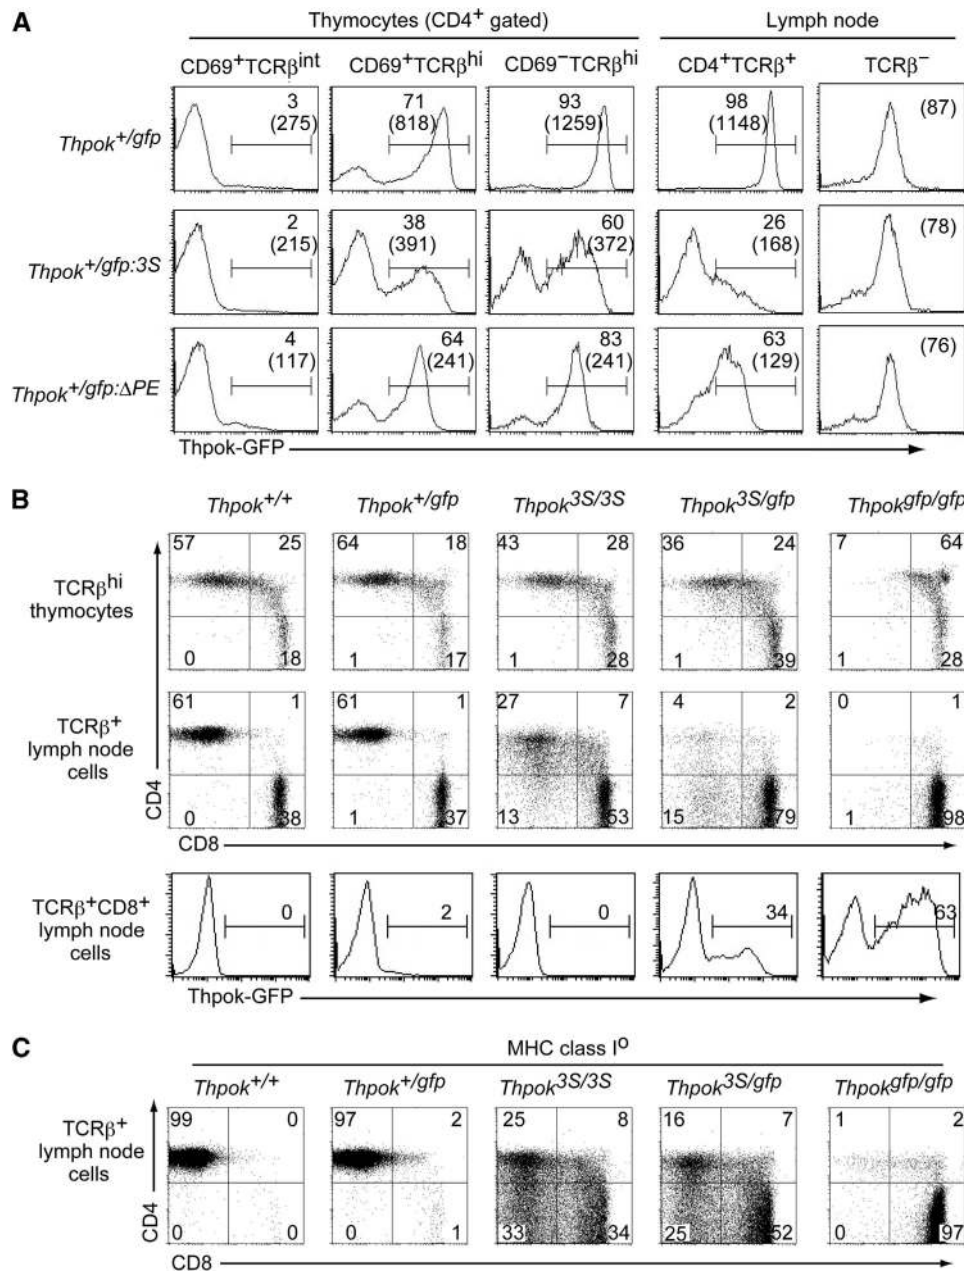 A
Thymocytes (CD4+ gated)
Lymph node
CD69+TCRβint
CD69+TCRβhi
CD69−TCRβhi
CD4+TCRβ+
TCRβ−
Thpok+/gfp
3
(275)
71
(818)
93
(1259)
98
(1148)
(87)
Thpok+/gfp:3S
2
(215)
38
(391)
60
(372)
26
(168)
(78)
Thpok+/gfp:ΔPE
4
(117)
64
(241)
83
(241)
63
(129)
(76)
Thpok-GFP
B
Thpok+/+
Thpok+/gfp
Thpok3S/3S
Thpok3S/gfp
Thpokgfp/gfp
TCRβhi
thymocytes
57 25
0 18
64 18
1 17
43 28
1 28
36 24
1 39
7 64
1 28
TCRβ+
lymph node
cells
61 1
0 38
61 1
1 37
27 7
13 53
4 2
15 79
0 1
1 98
CD4
CD8
TCRβ+CD8+
lymph node
cells
0
2
0
34
63
Thpok-GFP
C
MHC class Io
Thpok+/+
Thpok+/gfp
Thpok3S/3S
Thpok3S/gfp
Thpokgfp/gfp
TCRβ+
lymph node
cells
99 0
0 0
97 2
0 1
25 8
33 34
16 7
25 52
1 2
0 97
CD4
CD8